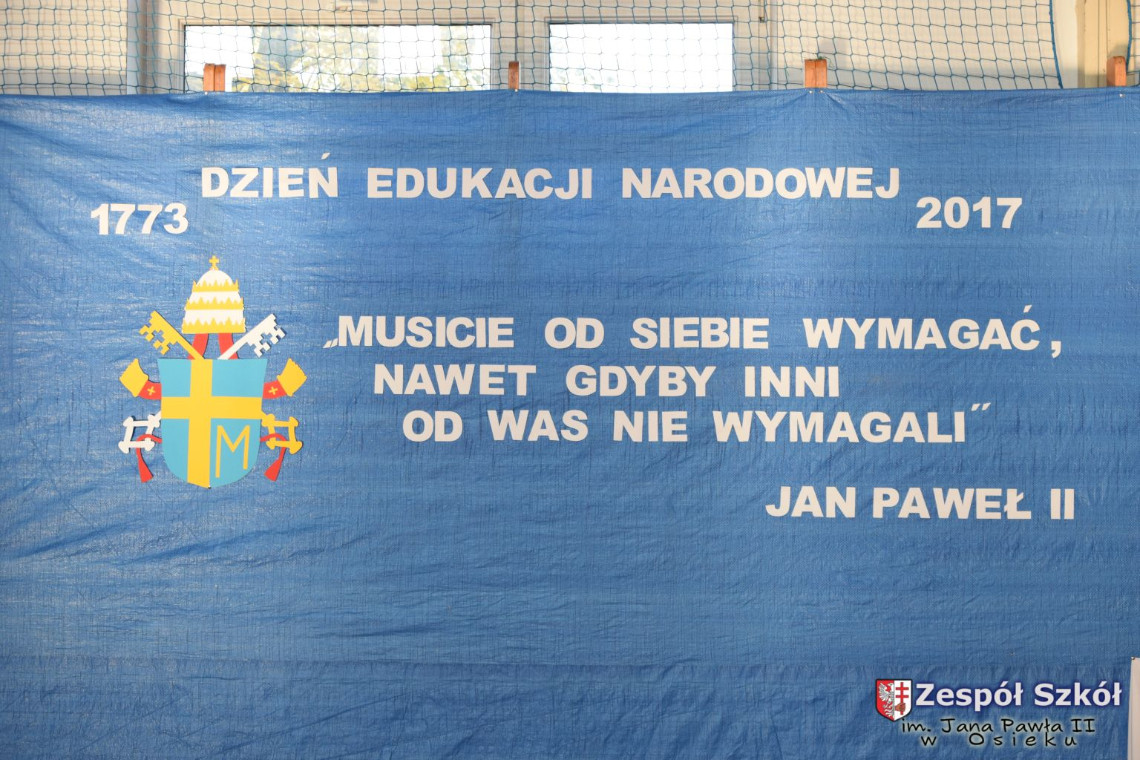 DZIEŃ EDUKACJI NARODOWEJ
1773
2017
„MUSICIE OD SIEBIE WYMAGAĆ,
NAWET GDYBY INNI
OD WAS NIE WYMAGALI”
JAN PAWEŁ II
M
Zespół Szkół
im. Jana Pawła II
w Osieku